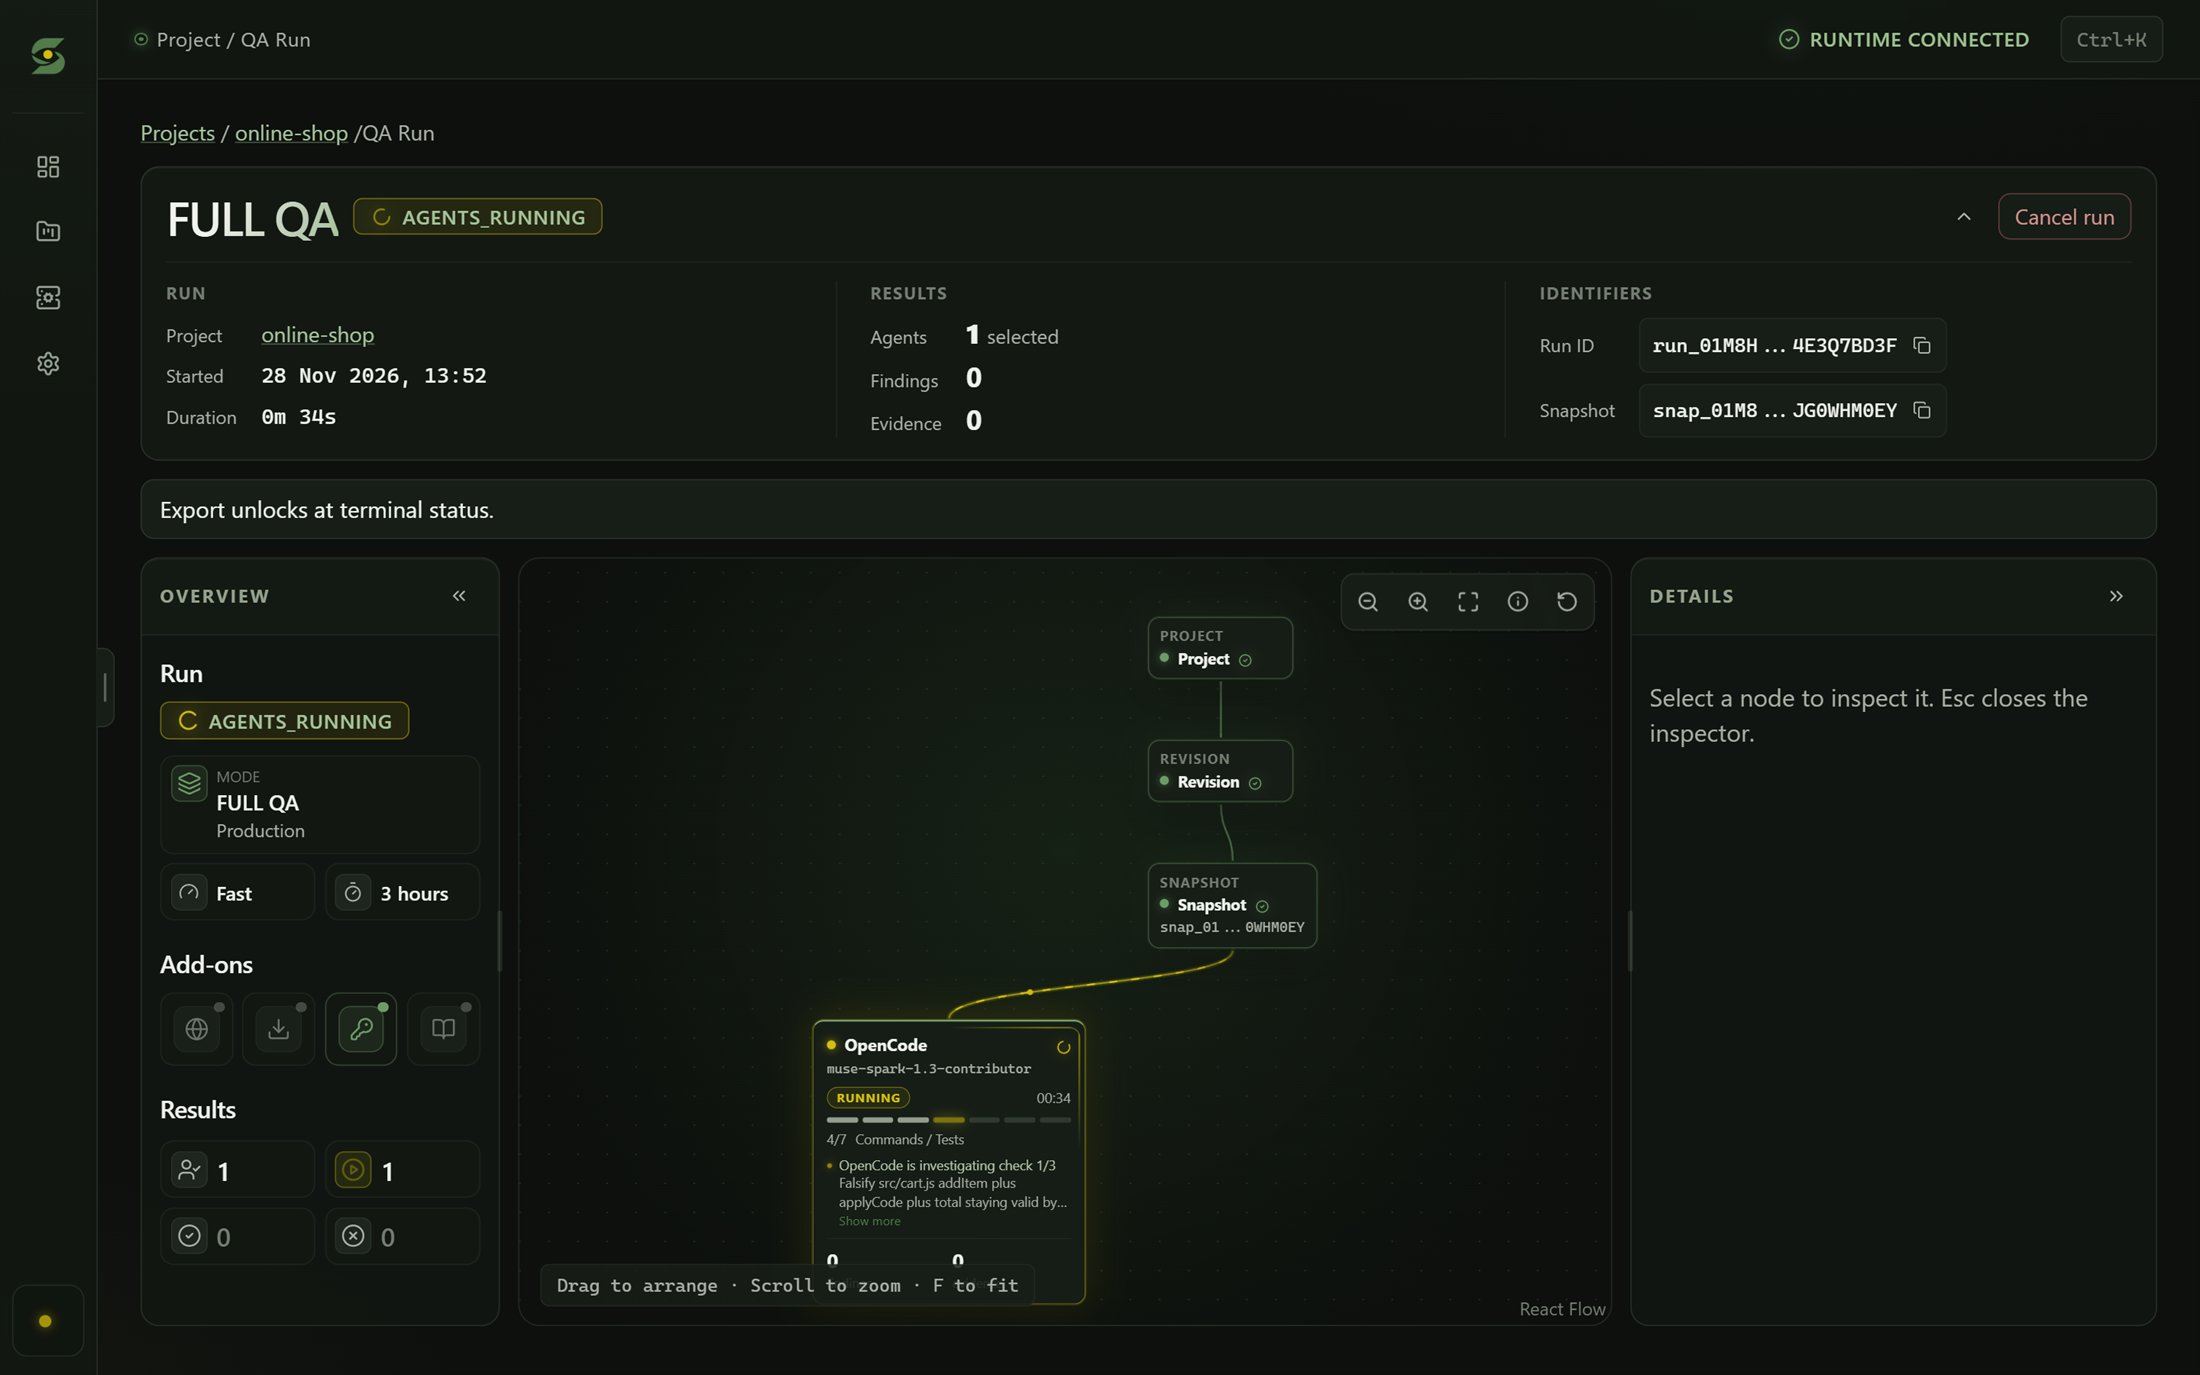 Project / QA Run
RUNTIME CONNECTED
Ctrl+K
Projects / online-shop /QA Run
FULL QA
AGENTS_RUNNING
Cancel run
RUN
Project online-shop
Started 28 Nov 2026, 13:52
Duration 0m 34s
RESULTS
Agents 1 selected
Findings 0
Evidence 0
IDENTIFIERS
Run ID run_01M8H ... 4E3Q7BD3F
Snapshot snap_01M8 ... JG0WHM0EY
Export unlocks at terminal status.
OVERVIEW
Run
AGENTS_RUNNING
MODE
FULL QA
Production
Fast
3 hours
Add-ons
Results
1
1
0
0
PROJECT
Project
REVISION
Revision
SNAPSHOT
Snapshot
snap_01 ... 0WHM0EY
OpenCode
muse-spark-1.3-contributor
RUNNING 00:34
4/7 Commands / Tests
OpenCode is investigating check 1/3
Falsify src/cart.js addItem plus
applyCode plus total staying valid by...
Show more
0 0
Drag to arrange · Scroll to zoom · F to fit
React Flow
DETAILS
Select a node to inspect it. Esc closes the
inspector.